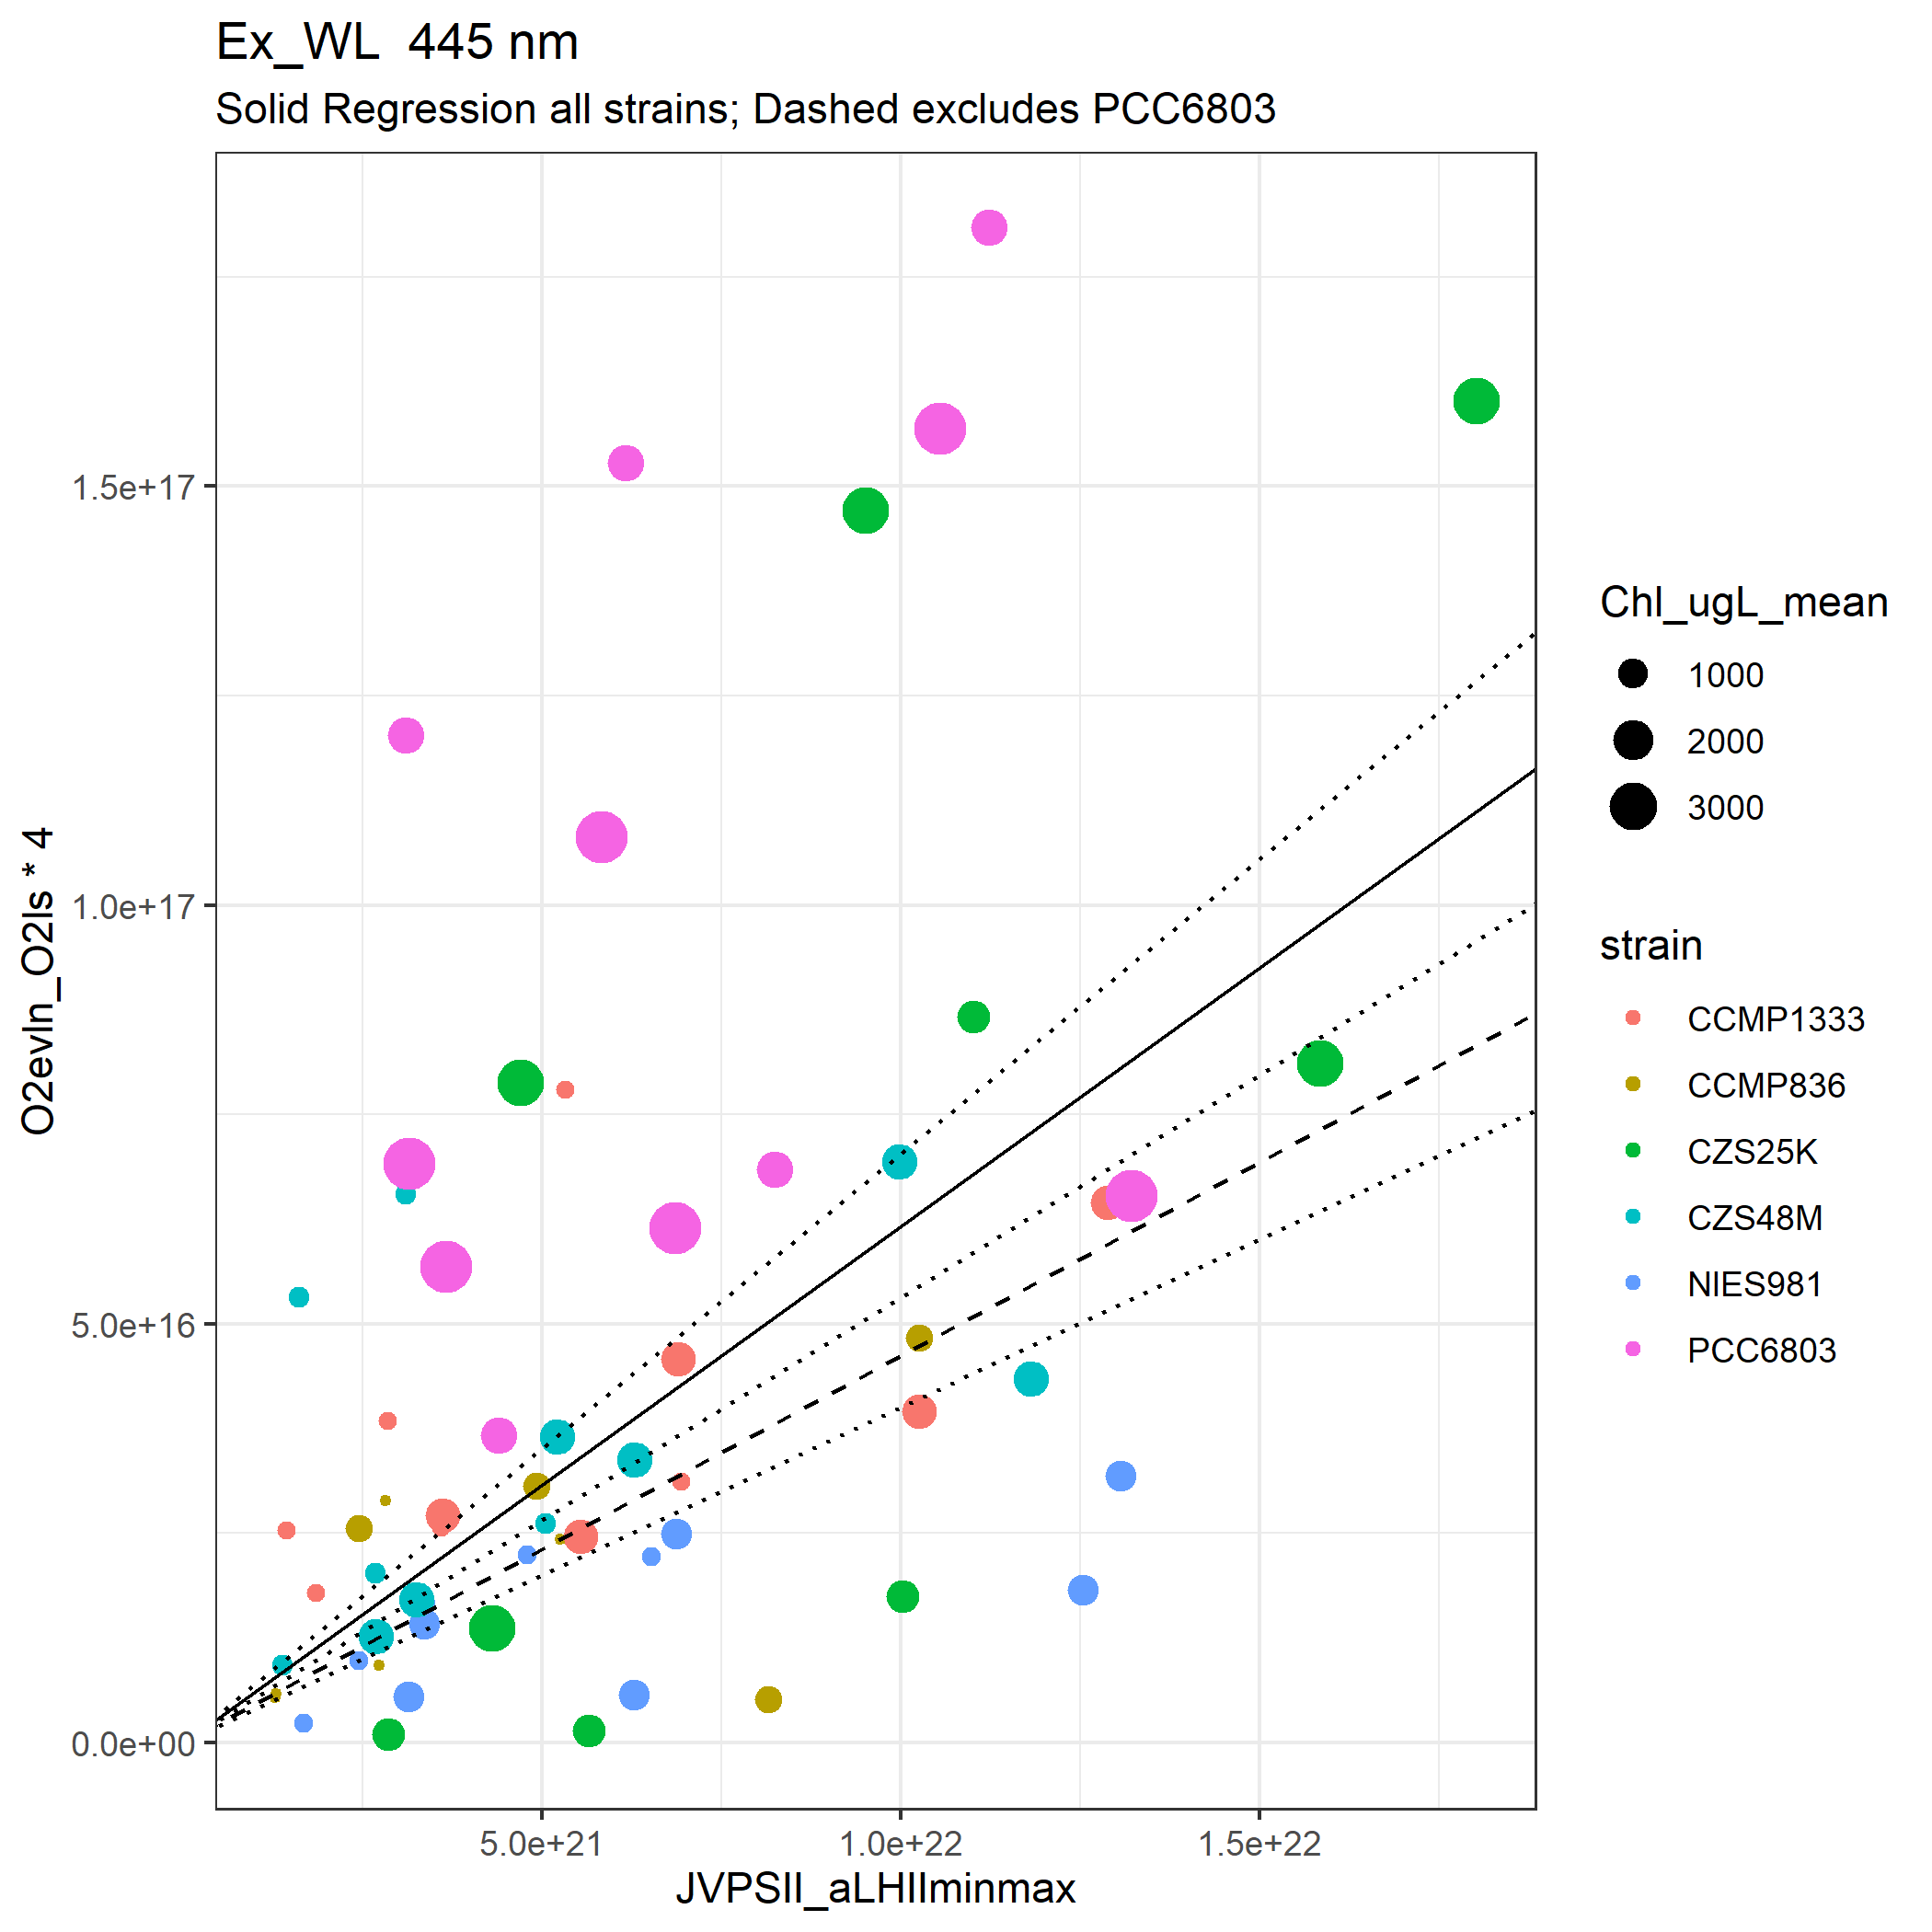 Ex_WL  445 nm
Solid Regression all strains; Dashed excludes PCC6803
O2evln_O2ls * 4
1.5e+17
1.0e+17
5.0e+16
0.0e+00
5.0e+21
1.0e+22
1.5e+22
JVPSII_aLHIIminmax
Chl_ugL_mean
1000
2000
3000
strain
CCMP1333
CCMP836
CZS25K
CZS48M
NIES981
PCC6803